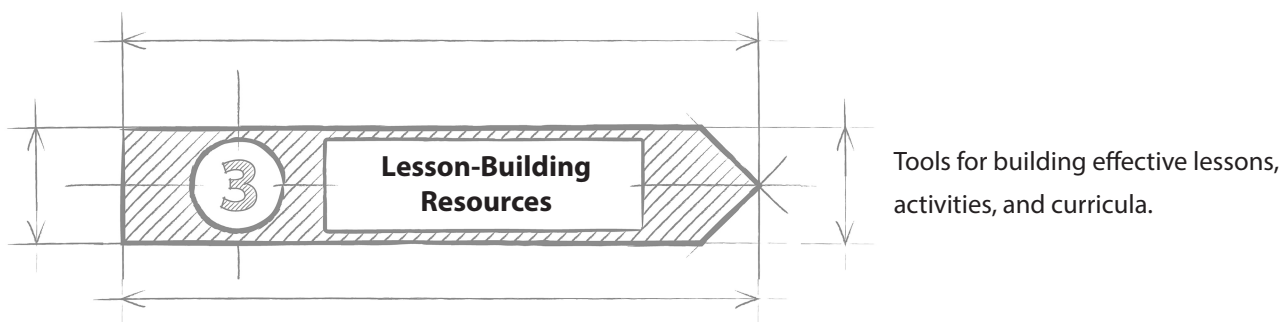 3
Lesson-Building
Resources
Tools for building effective lessons,
activities, and curricula.